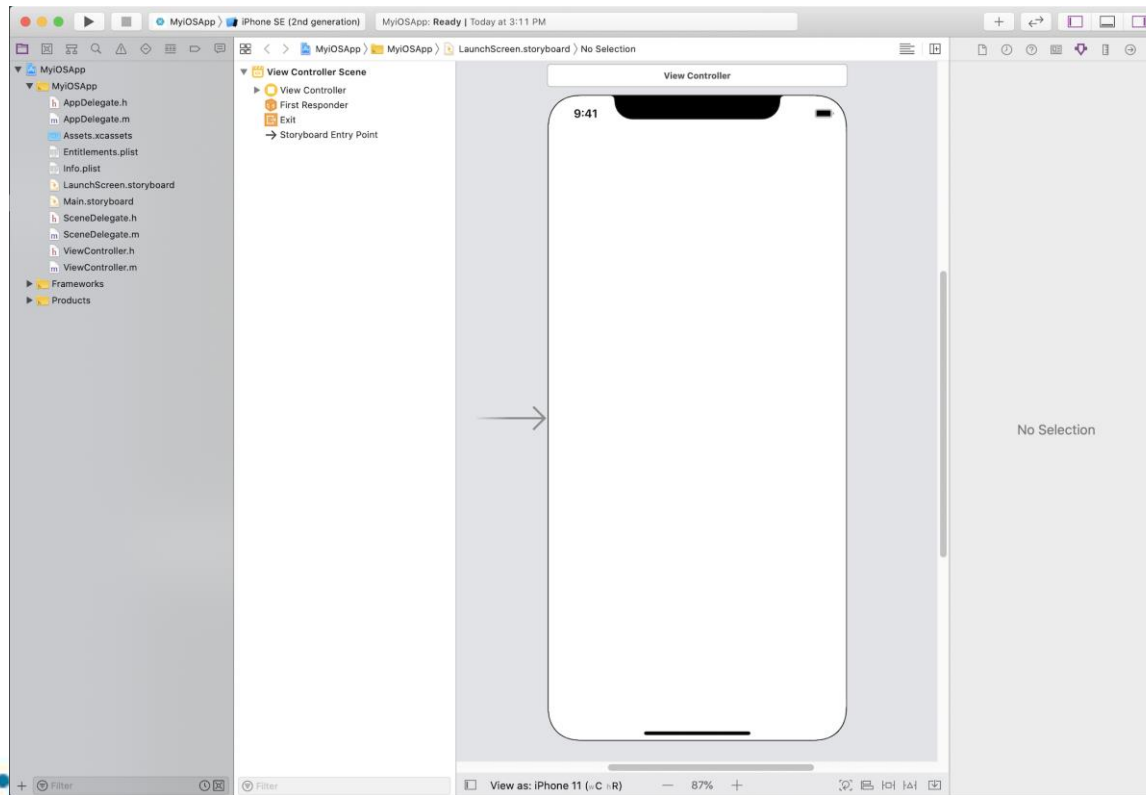 MyiOSApp 〉 iPhone SE (2nd generation)
MyiOSApp: Ready | Today at 3:11 PM
MyiOSApp 〉 MyiOSApp 〉 LaunchScreen.storyboard 〉 No Selection
MyiOSApp
MyiOSApp
h AppDelegate.h
m AppDelegate.m
Assets.xcassets
Entitlements.plist
Info.plist
LaunchScreen.storyboard
Main.storyboard
h SceneDelegate.h
m SceneDelegate.m
h ViewController.h
m ViewController.m
Frameworks
Products
Filter
View Controller Scene
View Controller
First Responder
Exit
Storyboard Entry Point
Filter
View Controller
9:41
View as: iPhone 11 (wC hR)
— 87% +
No Selection